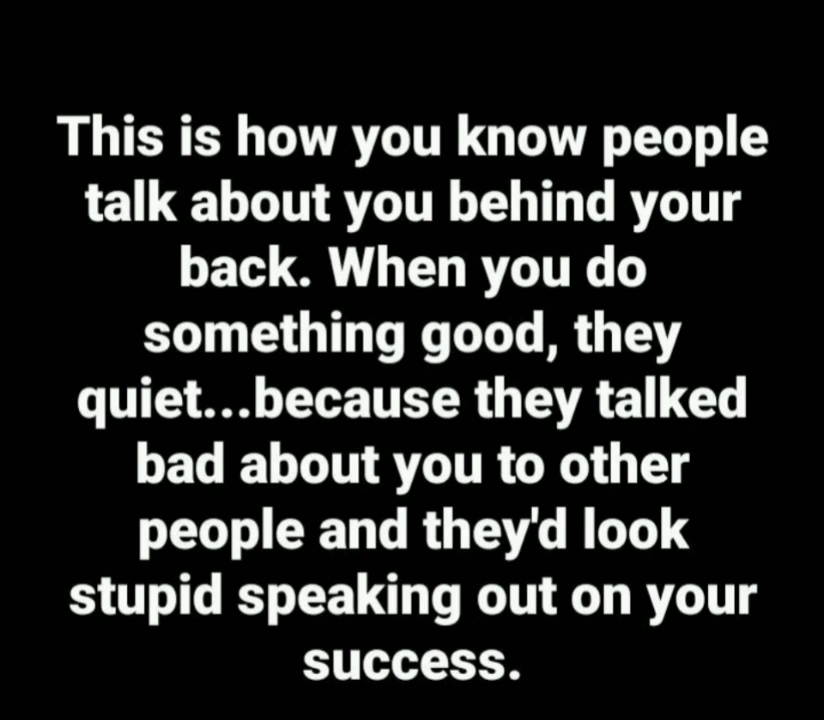 This is how you know people
talk about you behind your
back. When you do
something good, they
quiet...because they talked
bad about you to other
people and they'd look
stupid speaking out on your
success.